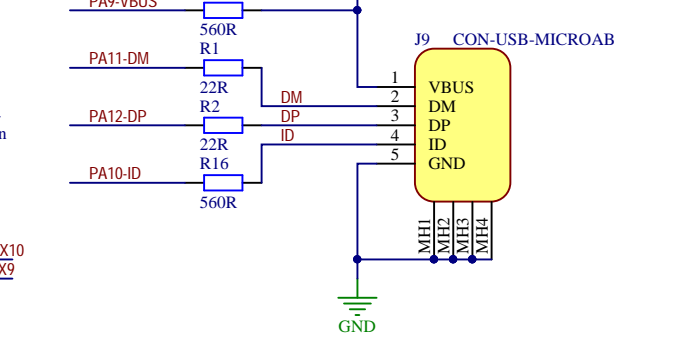 PA9-VBUS
560R
J9 CON-USB-MICROAB
R1
PA11-DM
22R
1 VBUS
R2
DM
2 DM
PA12-DP
DP
3 DP
22R
ID
4 ID
R16
5 GND
PA10-ID
560R
MH1
MH2
MH3
MH4
X10
X9
GND